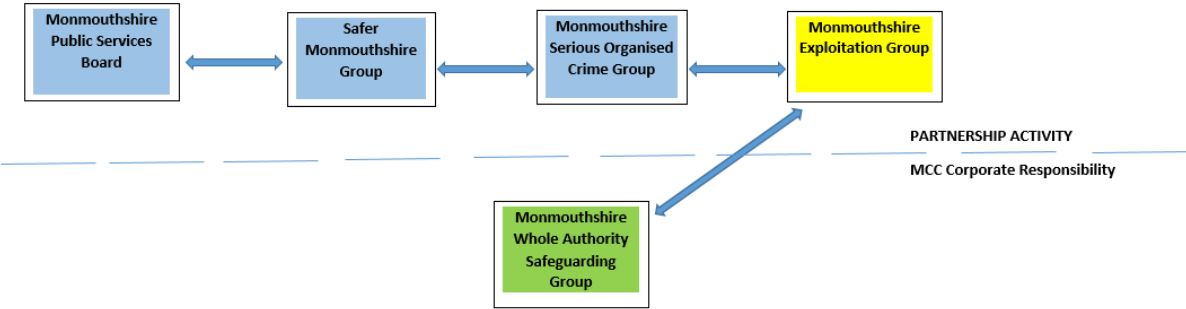 Monmouthshire
Public Services
Board
Safer
Monmouthshire
Group
Monmouthshire
Serious Organised
Crime Group
Monmouthshire
Exploitation Group
PARTNERSHIP ACTIVITY
MCC Corporate Responsibility
Monmouthshire
Whole Authority
Safeguarding
Group